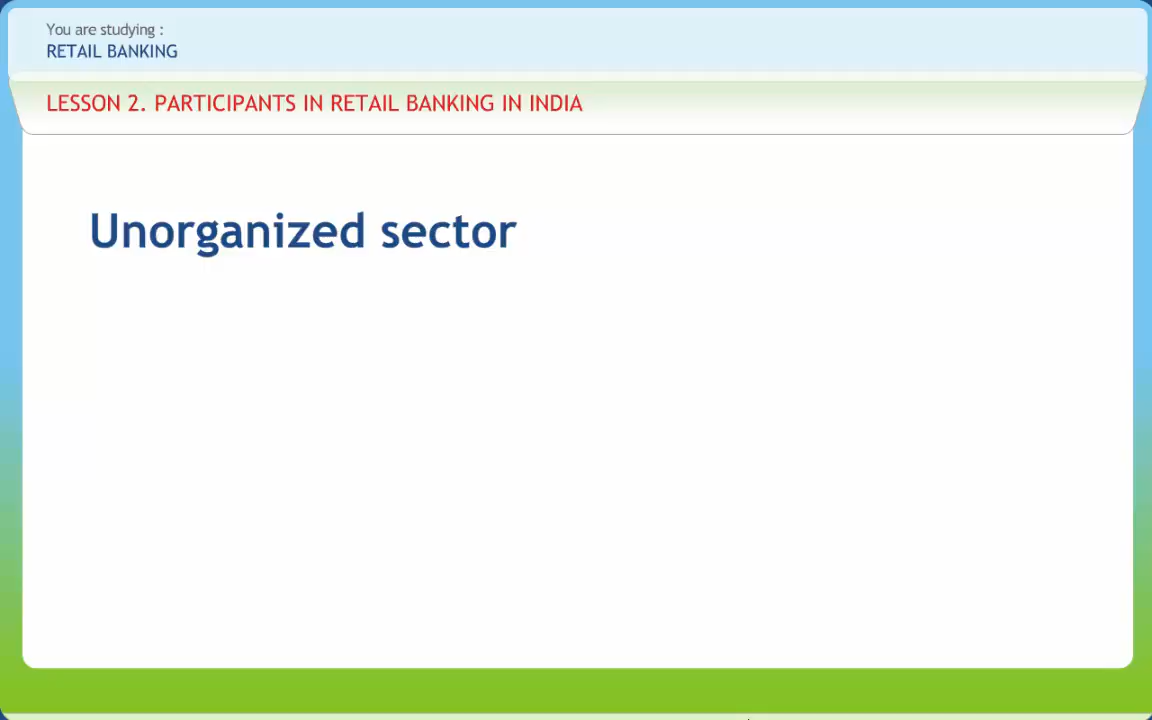 You are studying :
RETAIL BANKING
LESSON 2. PARTICIPANTS IN RETAIL BANKING IN INDIA
Unorganized sector